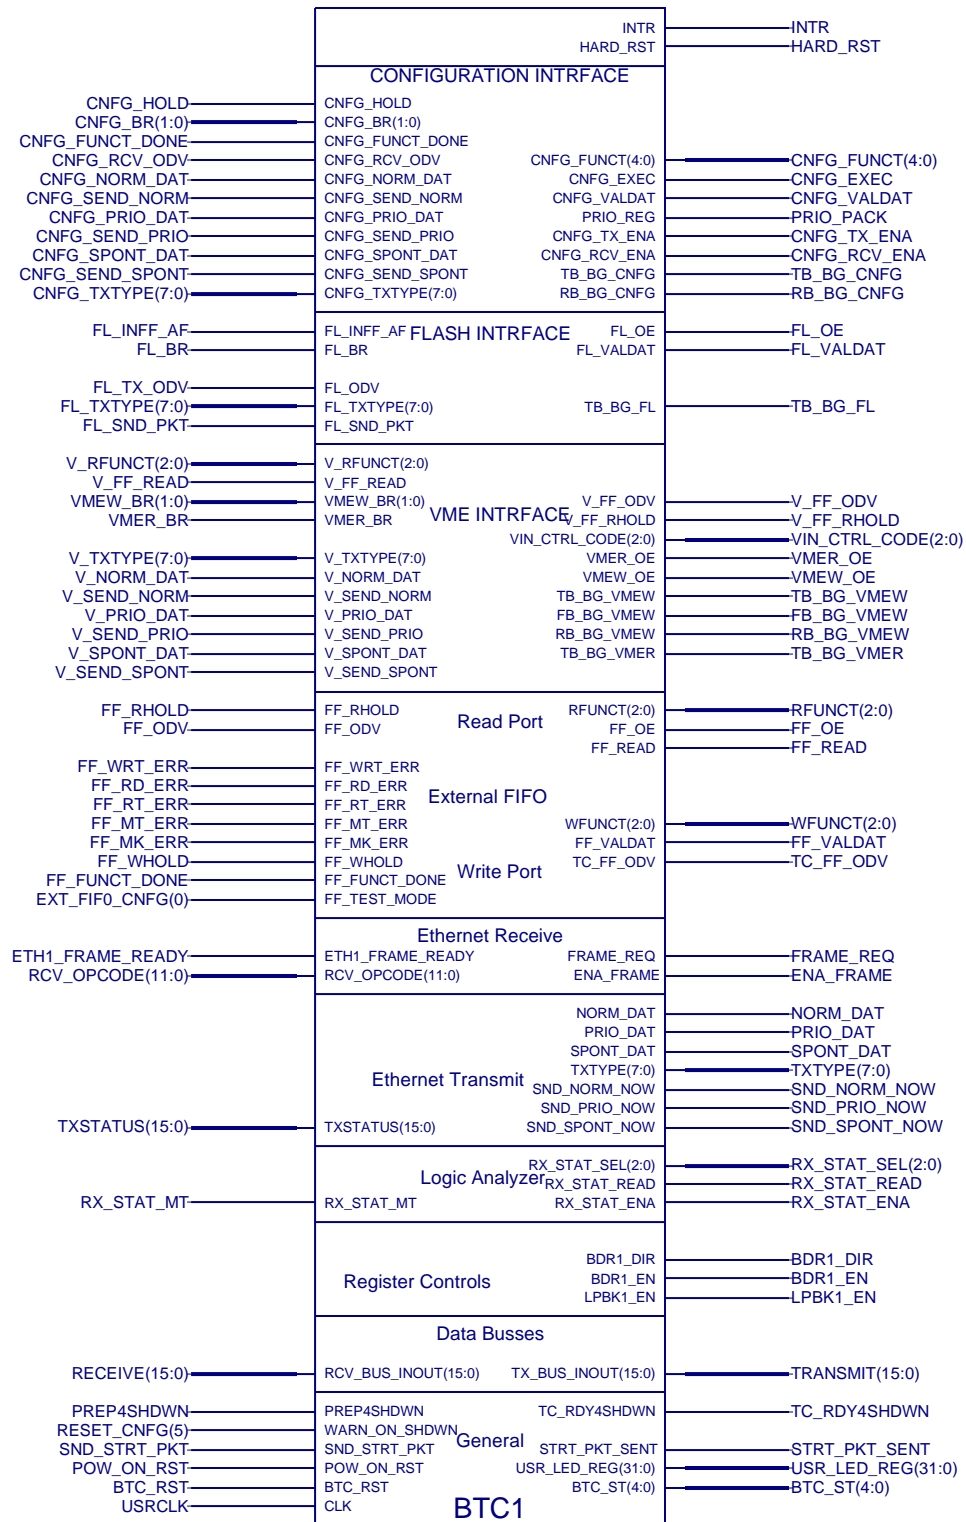 INTR INTR
HARD_RST HARD_RST
CONFIGURATION INTRFACE
CNFG_HOLD CNFG_HOLD
CNFG_BR(1:0) CNFG_BR(1:0)
CNFG_FUNCT_DONE CNFG_FUNCT_DONE
CNFG_RCV_ODV CNFG_RCV_ODV CNFG_FUNCT(4:0) CNFG_FUNCT(4:0)
CNFG_NORM_DAT CNFG_NORM_DAT CNFG_EXEC CNFG_EXEC
CNFG_SEND_NORM CNFG_SEND_NORM CNFG_VALDAT CNFG_VALDAT
CNFG_PRIO_DAT CNFG_PRIO_DAT PRIO_REG PRIO_PACK
CNFG_SEND_PRIO CNFG_SEND_PRIO CNFG_TX_ENA CNFG_TX_ENA
CNFG_SPONT_DAT CNFG_SPONT_DAT CNFG_RCV_ENA CNFG_RCV_ENA
CNFG_SEND_SPONT CNFG_SEND_SPONT TB_BG_CNFG TB_BG_CNFG
CNFG_TXTYPE(7:0) CNFG_TXTYPE(7:0) RB_BG_CNFG RB_BG_CNFG
FL_INFF_AF FL_INFF_AF FLASH INTRFACE FL_OE FL_OE
FL_BR FL_BR FL_VALDAT FL_VALDAT
FL_TX_ODV FL_ODV
FL_TXTYPE(7:0) FL_TXTYPE(7:0) TB_BG_FL TB_BG_FL
FL_SND_PKT FL_SND_PKT
V_RFUNCT(2:0) V_RFUNCT(2:0)
V_FF_READ V_FF_READ
VMEW_BR(1:0) VMEW_BR(1:0) V_FF_ODV V_FF_ODV
VMER_BR VMER_BR VME INTRFACE V_FF_RHOLD V_FF_RHOLD
VIN_CTRL_CODE(2:0) VIN_CTRL_CODE(2:0)
V_TXTYPE(7:0) V_TXTYPE(7:0) VMER_OE VMER_OE
V_NORM_DAT V_NORM_DAT VMEW_OE VMEW_OE
V_SEND_NORM V_SEND_NORM TB_BG_VMEW TB_BG_VMEW
V_PRIO_DAT V_PRIO_DAT FB_BG_VMEW FB_BG_VMEW
V_SEND_PRIO V_SEND_PRIO RB_BG_VMEW RB_BG_VMEW
V_SPONT_DAT V_SPONT_DAT TB_BG_VMER TB_BG_VMER
V_SEND_SPONT V_SEND_SPONT
FF_RHOLD FF_RHOLD Read Port RFUNCT(2:0) RFUNCT(2:0)
FF_ODV FF_ODV FF_OE FF_OE
FF_READ FF_READ
FF_WRT_ERR FF_WRT_ERR
FF_RD_ERR FF_RD_ERR
FF_RT_ERR FF_RT_ERR External FIFO
FF_MT_ERR FF_MT_ERR WFUNCT(2:0) WFUNCT(2:0)
FF_MK_ERR FF_MK_ERR FF_VALDAT FF_VALDAT
FF_WHOLD FF_WHOLD Write Port TC_FF_ODV TC_FF_ODV
FF_FUNCT_DONE FF_FUNCT_DONE
EXT_FIF0_CNFG(0) FF_TEST_MODE
Ethernet Receive
ETH1_FRAME_READY ETH1_FRAME_READY FRAME_REQ FRAME_REQ
RCV_OPCODE(11:0) RCV_OPCODE(11:0) ENA_FRAME ENA_FRAME
NORM_DAT NORM_DAT
PRIO_DAT PRIO_DAT
SPONT_DAT SPONT_DAT
Ethernet Transmit TXTYPE(7:0) TXTYPE(7:0)
SND_NORM_NOW SND_NORM_NOW
SND_PRIO_NOW SND_PRIO_NOW
TXSTATUS(15:0) TXSTATUS(15:0) SND_SPONT_NOW SND_SPONT_NOW
RX_STAT_SEL(2:0) RX_STAT_SEL(2:0)
Logic Analyzer RX_STAT_READ RX_STAT_READ
RX_STAT_MT RX_STAT_MT RX_STAT_ENA RX_STAT_ENA
BDR1_DIR BDR1_DIR
Register Controls BDR1_EN BDR1_EN
LPBK1_EN LPBK1_EN
Data Busses
RECEIVE(15:0) RCV_BUS_INOUT(15:0) TX_BUS_INOUT(15:0) TRANSMIT(15:0)
PREP4SHDWN PREP4SHDWN TC_RDY4SHDWN TC_RDY4SHDWN
RESET_CNFG(5) WARN_ON_SHDWN General
SND_STRT_PKT SND_STRT_PKT STRT_PKT_SENT STRT_PKT_SENT
POW_ON_RST POW_ON_RST USR_LED_REG(31:0) USR_LED_REG(31:0)
BTC_RST BTC_RST BTC_ST(4:0) BTC_ST(4:0)
USRCLK CLK BTC1